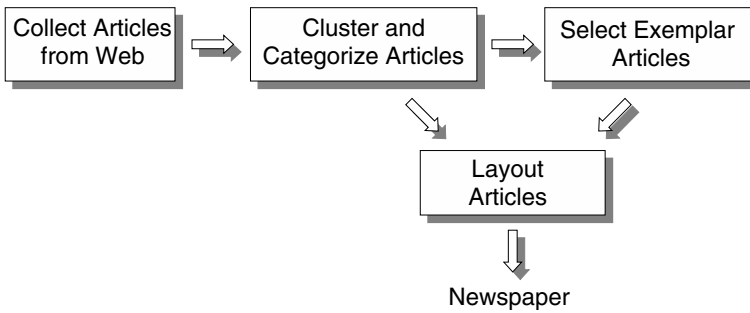 Collect Articles
from Web
Cluster and
Categorize Articles
Select Exemplar
Articles
Layout
Articles
Newspaper